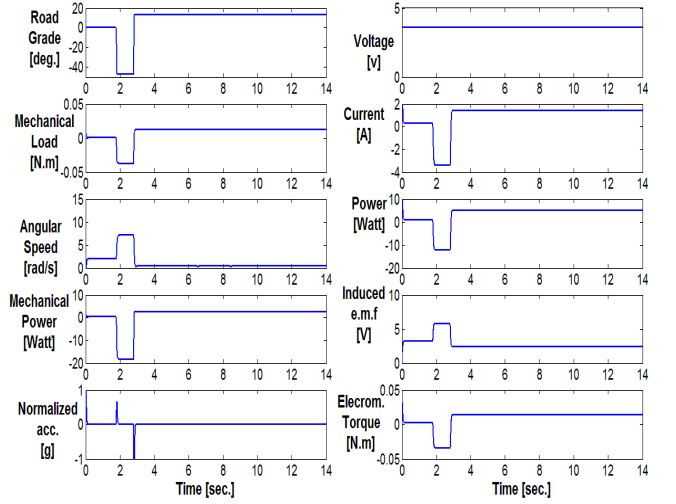 Road
Grade
[deg.]
20
0
-20
-40
0 2 4 6 8 10 12 14
Voltage
[v]
5
0
0 2 4 6 8 10 12 14
Mechanical
Load
[N.m]
0.05
0
-0.05
0 2 4 6 8 10 12 14
Current
[A]
2
0
-2
-4
0 2 4 6 8 10 12 14
Angular
Speed
[rad/s]
15
10
5
0
0 2 4 6 8 10 12 14
Power
[Watt]
10
0
-10
-20
0 2 4 6 8 10 12 14
Mechanical
Power
[Watt]
10
0
-10
-20
0 2 4 6 8 10 12 14
Induced
e.m.f
[V]
10
5
0
0 2 4 6 8 10 12 14
Normalized
acc.
[g]
1
0
-1
0 2 4 6 8 10 12 14
Time [sec.]
Elecrom.
Torque
[N.m]
0.05
0
-0.05
0 2 4 6 8 10 12 14
Time [sec.]